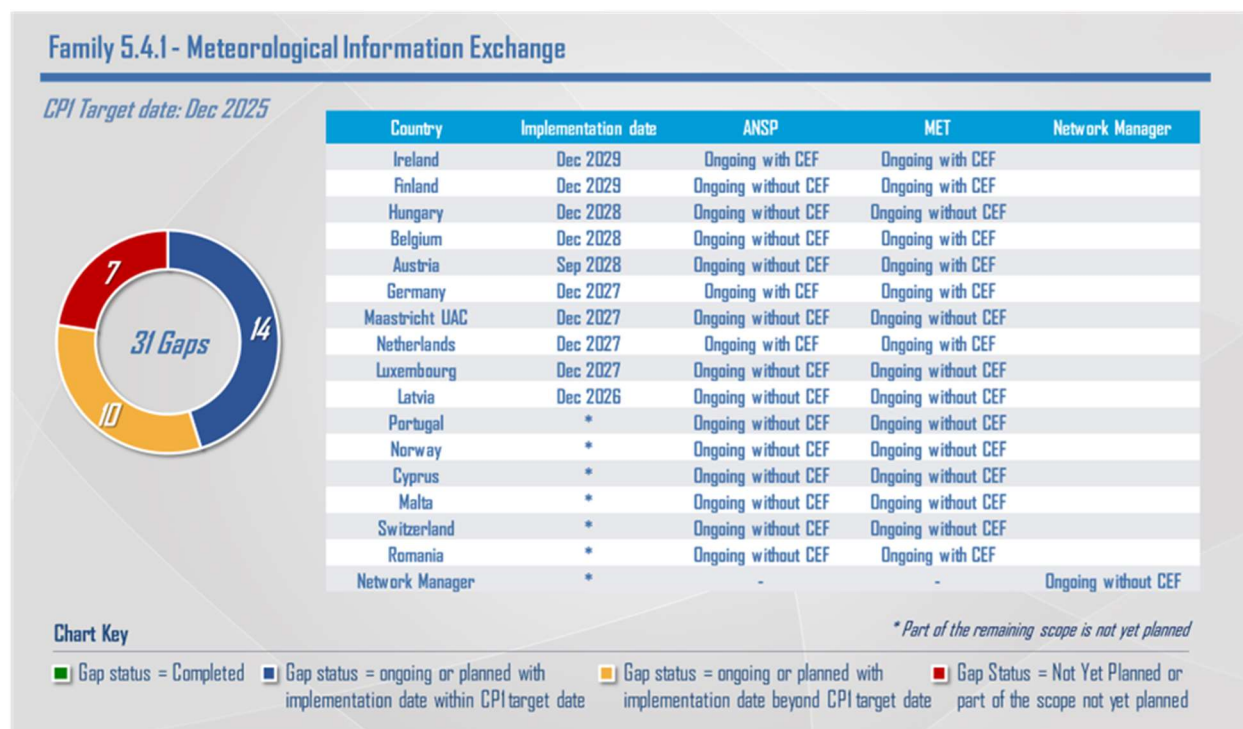 Family 5.4.1 - Meteorological Information Exchange
CPI Target date: Dec 2025
Country Implementation date ANSP MET Network Manager
Ireland Dec 2029 Ongoing with CEF Ongoing with CEF
Finland Dec 2029 Ongoing without CEF Ongoing with CEF
Hungary Dec 2028 Ongoing without CEF Ongoing without CEF
Belgium Dec 2028 Ongoing without CEF Ongoing with CEF
Austria Sep 2028 Ongoing without CEF Ongoing with CEF
Germany Dec 2027 Ongoing with CEF Ongoing with CEF
Maastricht UAC Dec 2027 Ongoing without CEF Ongoing without CEF
Netherlands Dec 2027 Ongoing with CEF Ongoing with CEF
Luxembourg Dec 2027 Ongoing without CEF Ongoing without CEF
Latvia Dec 2026 Ongoing without CEF Ongoing without CEF
Portugal * Ongoing without CEF Ongoing without CEF
Norway * Ongoing without CEF Ongoing without CEF
Cyprus * Ongoing without CEF Ongoing without CEF
Malta * Ongoing without CEF Ongoing without CEF
Switzerland * Ongoing without CEF Ongoing without CEF
Romania * Ongoing without CEF Ongoing with CEF
Network Manager * - - Ongoing without CEF
7
14
31 Gaps
10
* Part of the remaining scope is not yet planned
Chart Key
Gap status = Completed
Gap status = ongoing or planned with
implementation date within CPI target date
Gap status = ongoing or planned with
implementation date beyond CPI target date
Gap Status = Not Yet Planned or
part of the scope not yet planned